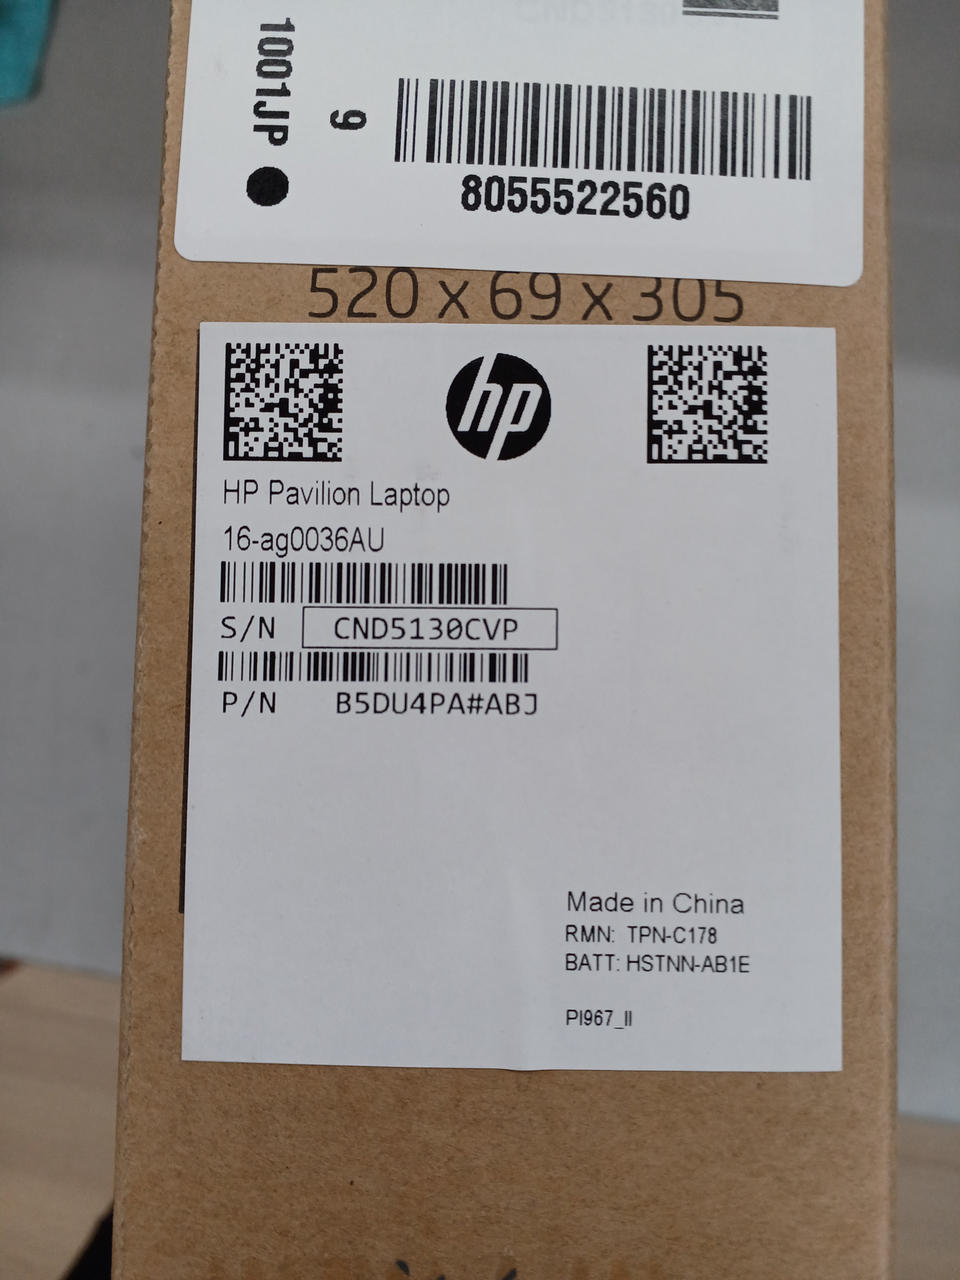 1001JP
9
8055522560
520 x 69 x 305
hp
HP Pavilion Laptop
16-ag0036AU
S/N CND5130CVP
P/N B5DU4PA#ABJ
Made in China
RMN: TPN-C178
BATT: HSTNN-AB1E
PI967_II